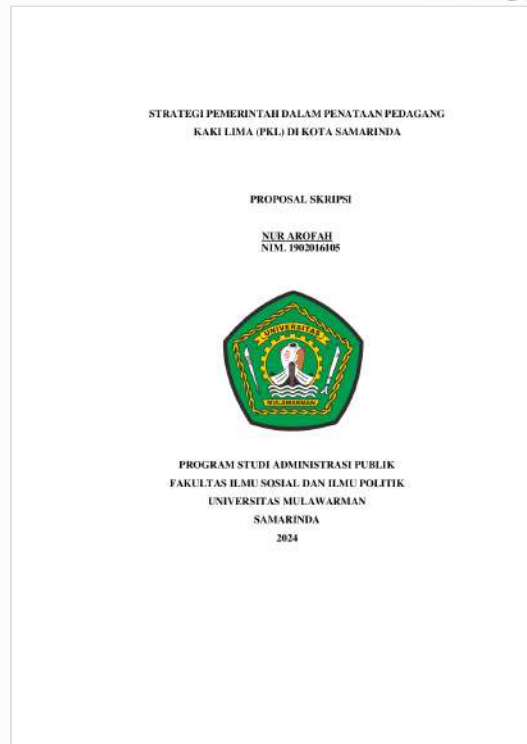 STRATEGI PEMERINTAH DALAM PENATAAN PEDAGANG
KAKI LIMA (PKL) DI KOTA SAMARINDA
PROPOSAL SKRIPSI
NUR AROFAH
NIM. 1902016105
UNIVERSITAS
MULAWARMAN
PROGRAM STUDI ADMINISTRASI PUBLIK
FAKULTAS ILMU SOSIAL DAN ILMU POLITIK
UNIVERSITAS MULAWARMAN
SAMARINDA
2024